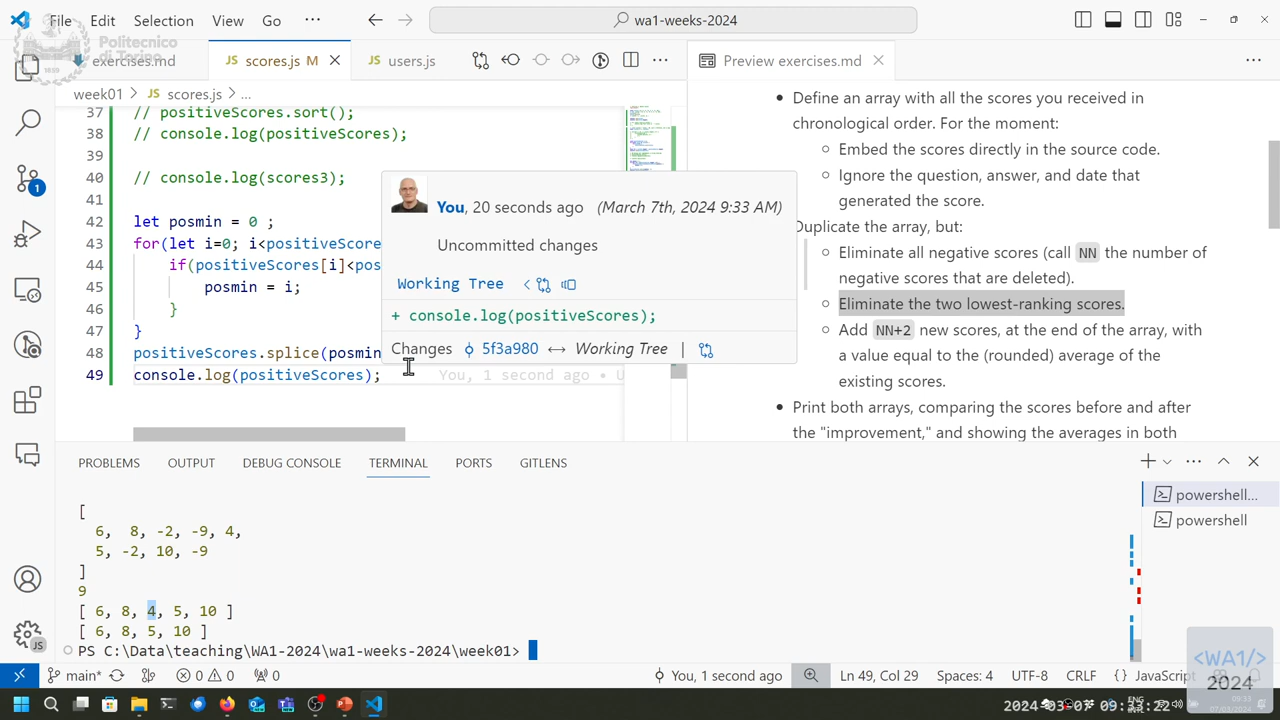 File Edit Selection View Go ··· wa1-weeks-2024
Politecnico
di Torino
exercises.md JS scores.js M JS users.js Preview exercises.md
week01 > JS scores.js > ...
37 // positiveScores.sort();
38 // console.log(positiveScores);
39
40 // console.log(scores3);
41
42 let posmin = 0 ;
43 for(let i=0; i<positiveScore
44 if(positiveScores[i]<pos
45 posmin = i;
46 }
47 }
48 positiveScores.splice(posmin
49 console.log(positiveScores); You, 1 second ago • U
You, 20 seconds ago (March 7th, 2024 9:33 AM)
Uncommitted changes
Working Tree
+ console.log(positiveScores);
Changes 5f3a980 ↔ Working Tree |
• Define an array with all the scores you received in
chronological order. For the moment:
○ Embed the scores directly in the source code.
○ Ignore the question, answer, and date that
generated the score.
Duplicate the array, but:
○ Eliminate all negative scores (call NN the number of
negative scores that are deleted).
○ Eliminate the two lowest-ranking scores.
○ Add NN+2 new scores, at the end of the array, with
a value equal to the (rounded) average of the
existing scores.
• Print both arrays, comparing the scores before and after
the "improvement," and showing the averages in both
PROBLEMS OUTPUT DEBUG CONSOLE TERMINAL PORTS GITLENS
[
6, 8, -2, -9, 4,
5, -2, 10, -9
]
9
[ 6, 8, 4, 5, 10 ]
[ 6, 8, 5, 10 ]
PS C:\Data\teaching\WA1-2024\wa1-weeks-2024\week01>
powershell...
powershell
1
JS
main* 0 0 0 You, 1 second ago Ln 49, Col 29 Spaces: 4 UTF-8 CRLF {} JavaScript
<WA1/>
2024
ENG